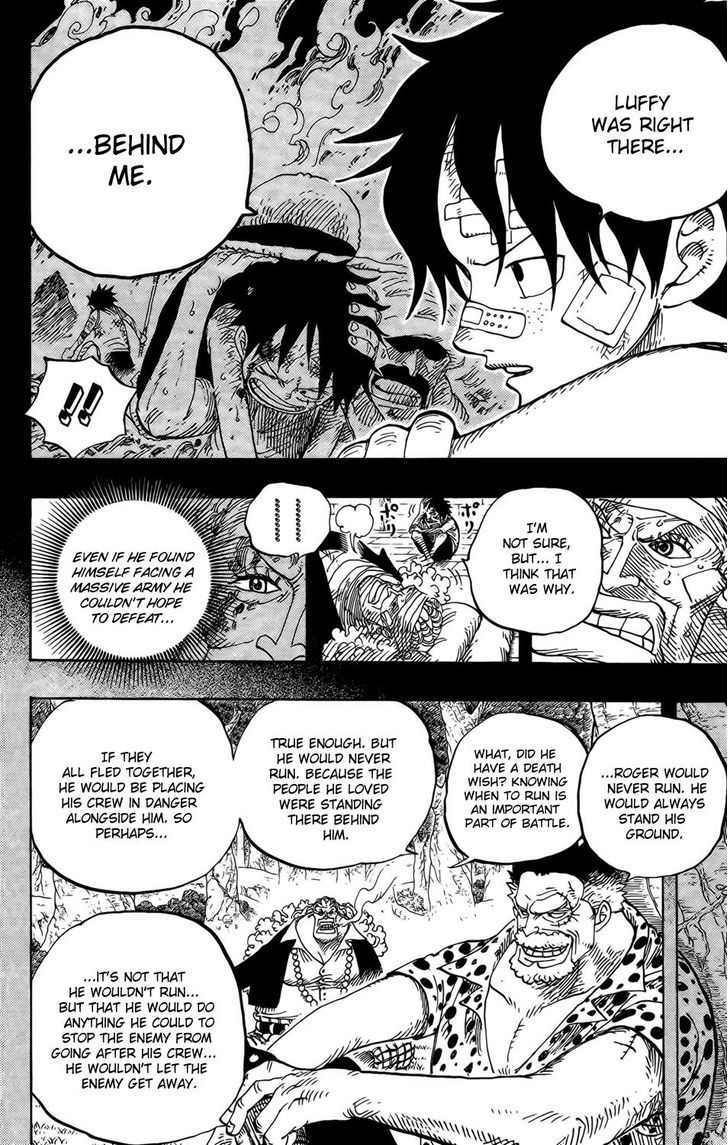 LUFFY
WAS RIGHT
THERE...
...BEHIND
ME.
!!
I'M
NOT SURE,
BUT... I
THINK THAT
WAS WHY.
ポリ
ポリ
EVEN IF HE FOUND
HIMSELF FACING A
MASSIVE ARMY HE
COULDN'T HOPE
TO DEFEAT...
...ROGER WOULD
NEVER RUN. HE
WOULD ALWAYS
STAND HIS
GROUND.
WHAT, DID HE
HAVE A DEATH
WISH? KNOWING
WHEN TO RUN IS
AN IMPORTANT
PART OF BATTLE.
TRUE ENOUGH. BUT
HE WOULD NEVER
RUN. BECAUSE THE
PEOPLE HE LOVED
WERE STANDING
THERE BEHIND
HIM.
IF THEY
ALL FLED TOGETHER,
HE WOULD BE PLACING
HIS CREW IN DANGER
ALONGSIDE HIM. SO
PERHAPS...
...IT'S NOT THAT
HE WOULDN'T RUN...
BUT THAT HE WOULD DO
ANYTHING HE COULD TO
STOP THE ENEMY FROM
GOING AFTER HIS CREW...
HE WOULDN'T LET THE
ENEMY GET AWAY.